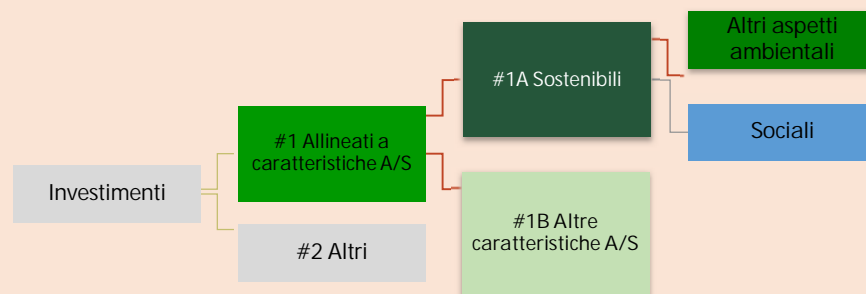 Investimenti
#1 Allineati a
caratteristiche A/S
#2 Altri
#1A Sostenibili
#1B Altre
caratteristiche A/S
Altri aspetti
ambientali
Sociali